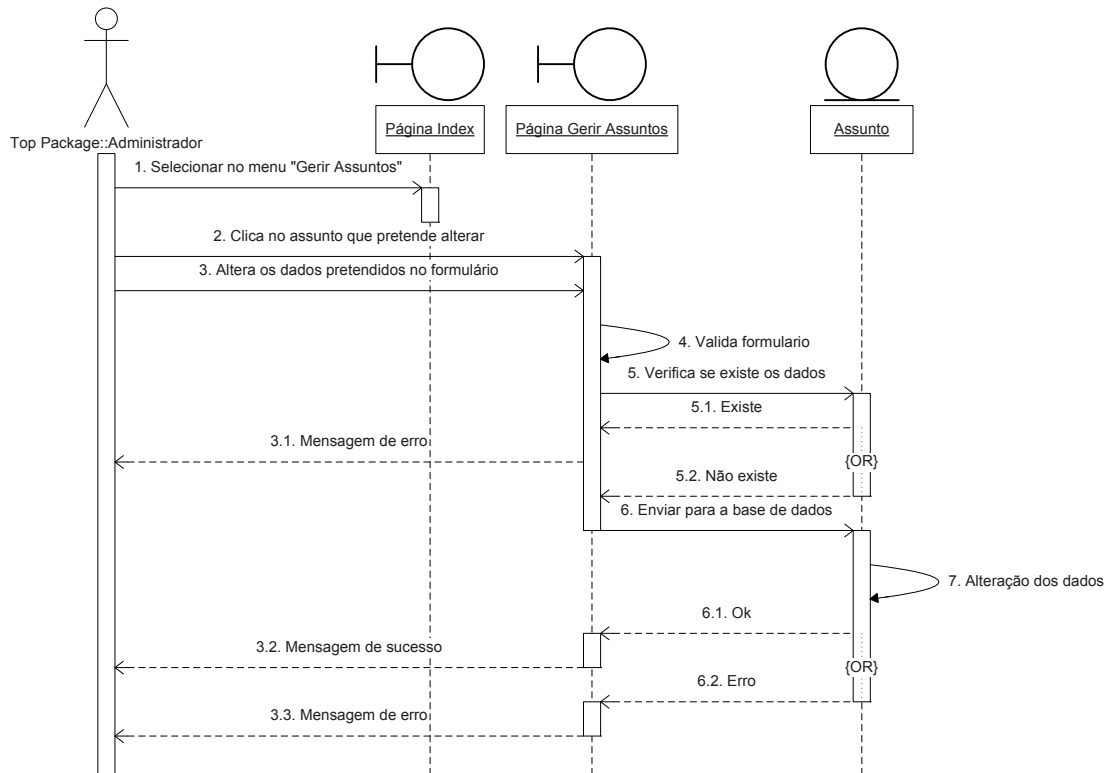 Top Package::Administrador
Página Index
Página Gerir Assuntos
Assunto
1. Selecionar no menu "Gerir Assuntos"
2. Clica no assunto que pretende alterar
3. Altera os dados pretendidos no formulário
4. Valida formulario
5. Verifica se existe os dados
5.1. Existe
3.1. Mensagem de erro
{OR}
5.2. Não existe
6. Enviar para a base de dados
7. Alteração dos dados
6.1. Ok
3.2. Mensagem de sucesso
{OR}
6.2. Erro
3.3. Mensagem de erro